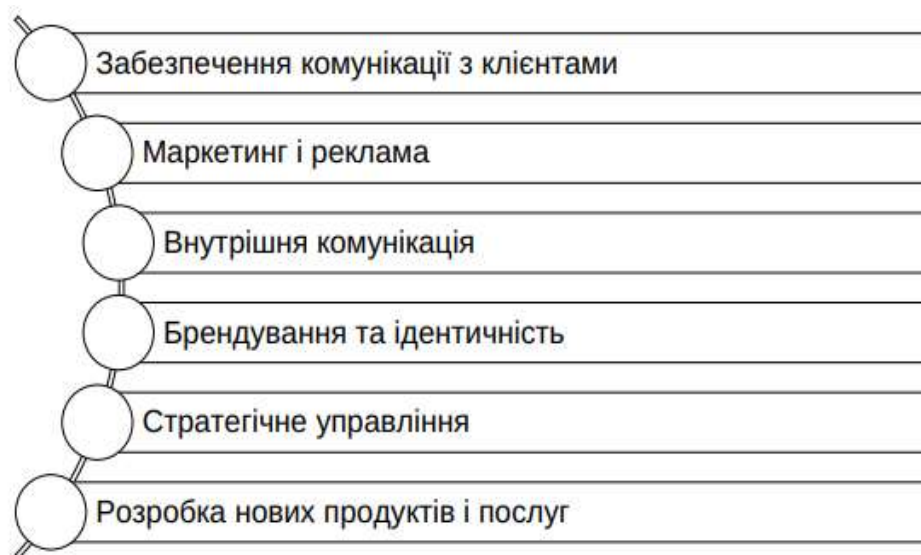 Забезпечення комунікації з клієнтами
Маркетинг і реклама
Внутрішня комунікація
Брендування та ідентичність
Стратегічне управління
Розробка нових продуктів і послуг